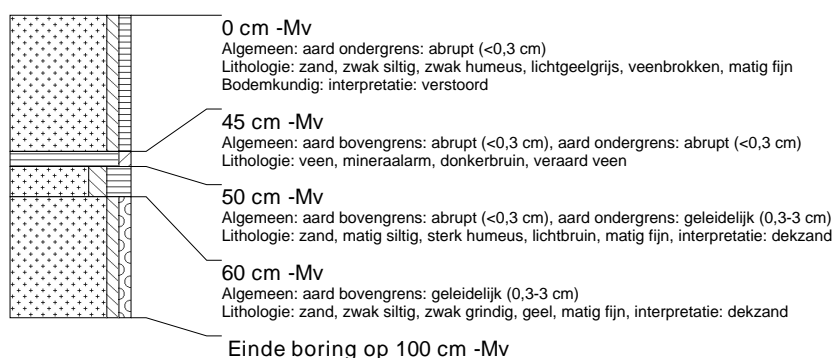 0 cm -Mv
Algemeen: aard ondergrens: abrupt (<0,3 cm)
Lithologie: zand, zwak siltig, zwak humeus, lichtgeelgrijs, veenbrokken, matig fijn
Bodemkundig: interpretatie: verstoord
45 cm -Mv
Algemeen: aard bovengrens: abrupt (<0,3 cm), aard ondergrens: abrupt (<0,3 cm)
Lithologie: veen, mineraalarm, donkerbruin, veraard veen
50 cm -Mv
Algemeen: aard bovengrens: abrupt (<0,3 cm), aard ondergrens: geleidelijk (0,3-3 cm)
Lithologie: zand, matig siltig, sterk humeus, lichtbruin, matig fijn, interpretatie: dekzand
60 cm -Mv
Algemeen: aard bovengrens: geleidelijk (0,3-3 cm)
Lithologie: zand, zwak siltig, zwak grindig, geel, matig fijn, interpretatie: dekzand
Einde boring op 100 cm -Mv